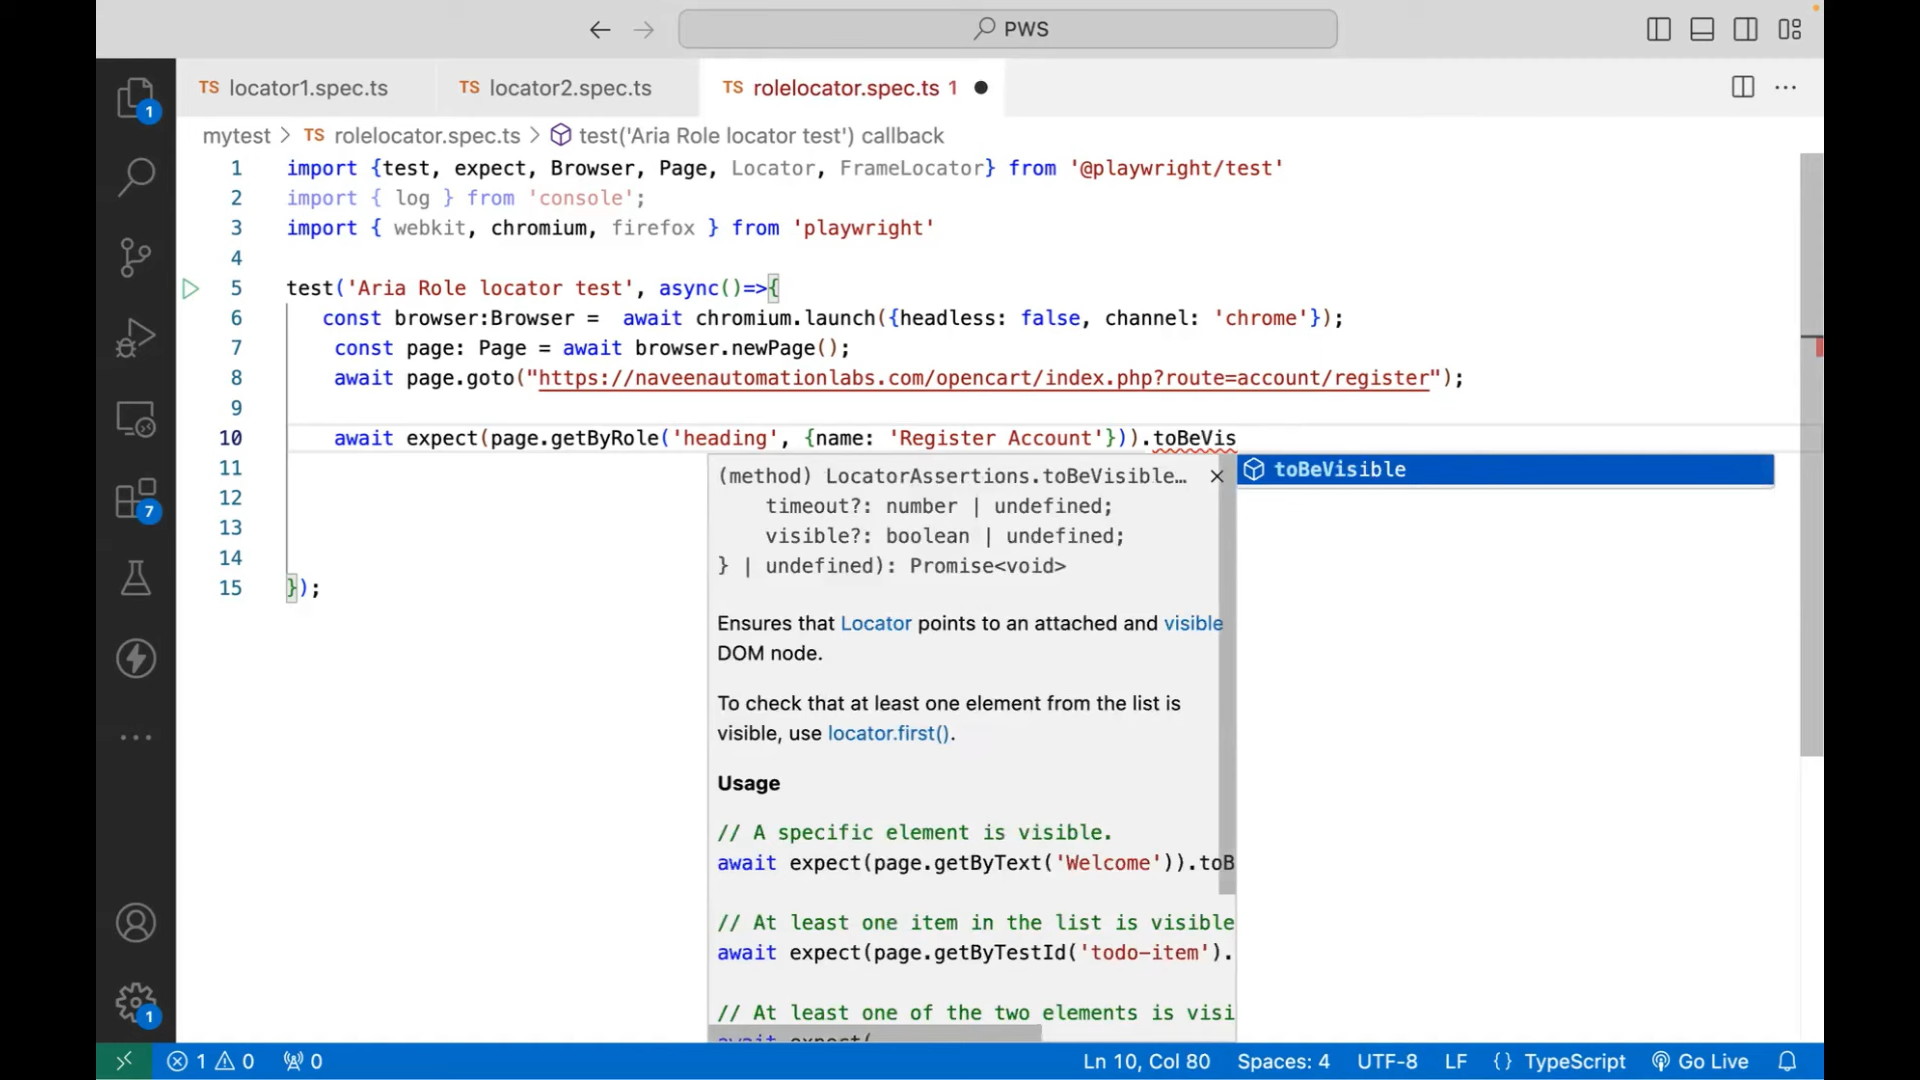 PWS
1
TS locator1.spec.ts
TS locator2.spec.ts
TS rolelocator.spec.ts 1
mytest > TS rolelocator.spec.ts > test('Aria Role locator test') callback
1 import {test, expect, Browser, Page, Locator, FrameLocator} from '@playwright/test'
2 import { log } from 'console';
3 import { webkit, chromium, firefox } from 'playwright'
4
5 test('Aria Role locator test', async()=>{
6 const browser:Browser =  await chromium.launch({headless: false, channel: 'chrome'});
7 const page: Page = await browser.newPage();
8 await page.goto("https://naveenautomationlabs.com/opencart/index.php?route=account/register");
9
10 await expect(page.getByRole('heading', {name: 'Register Account'})).toBeVis
11
12
13
14
15 });
toBeVisible
(method) LocatorAssertions.toBeVisible…
timeout?: number | undefined;
visible?: boolean | undefined;
} | undefined): Promise<void>
Ensures that Locator points to an attached and visible
DOM node.
To check that at least one element from the list is
visible, use locator.first().
Usage
// A specific element is visible.
await expect(page.getByText('Welcome')).toB
// At least one item in the list is visible
await expect(page.getByTestId('todo-item').
// At least one of the two elements is visi
await expect(
7
1
1 0 0
Ln 10, Col 80 Spaces: 4 UTF-8 LF {} TypeScript Go Live